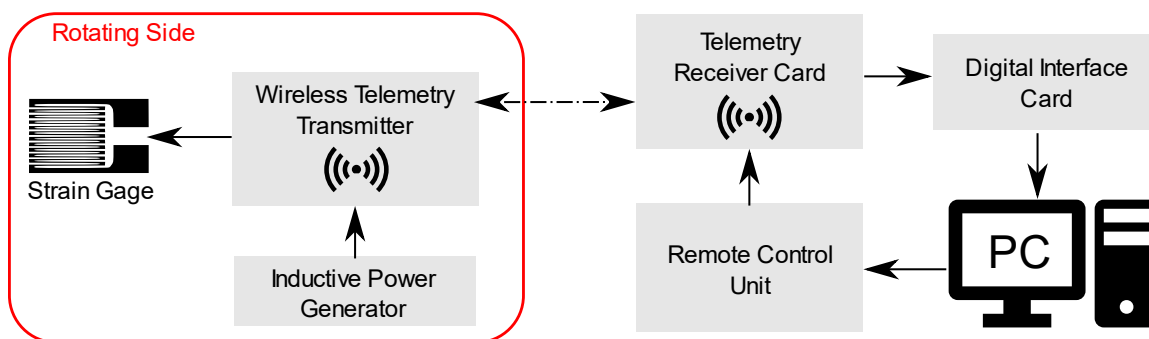 Rotating Side
Strain Gage
Wireless Telemetry
Transmitter
Inductive Power
Generator
Telemetry
Receiver Card
Digital Interface
Card
Remote Control
Unit
PC